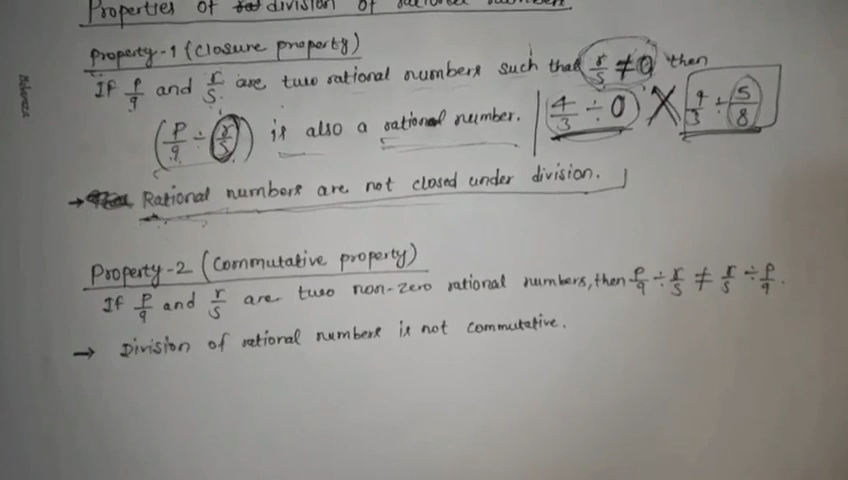 Properties of division of rational numbers
Property-1 (closure property)
If p/q and r/s are two rational numbers such that r/s ≠ 0 then
(p/q ÷ r/s) is also a rational number. | 4/3 ÷ 0 X 4/3 ÷ 5/8
→ Rational numbers are not closed under division.
Property-2 (Commutative property)
If p/q and r/s are two non-zero rational numbers, then p/q ÷ r/s ≠ r/s ÷ p/q.
→ Division of rational numbers is not commutative.